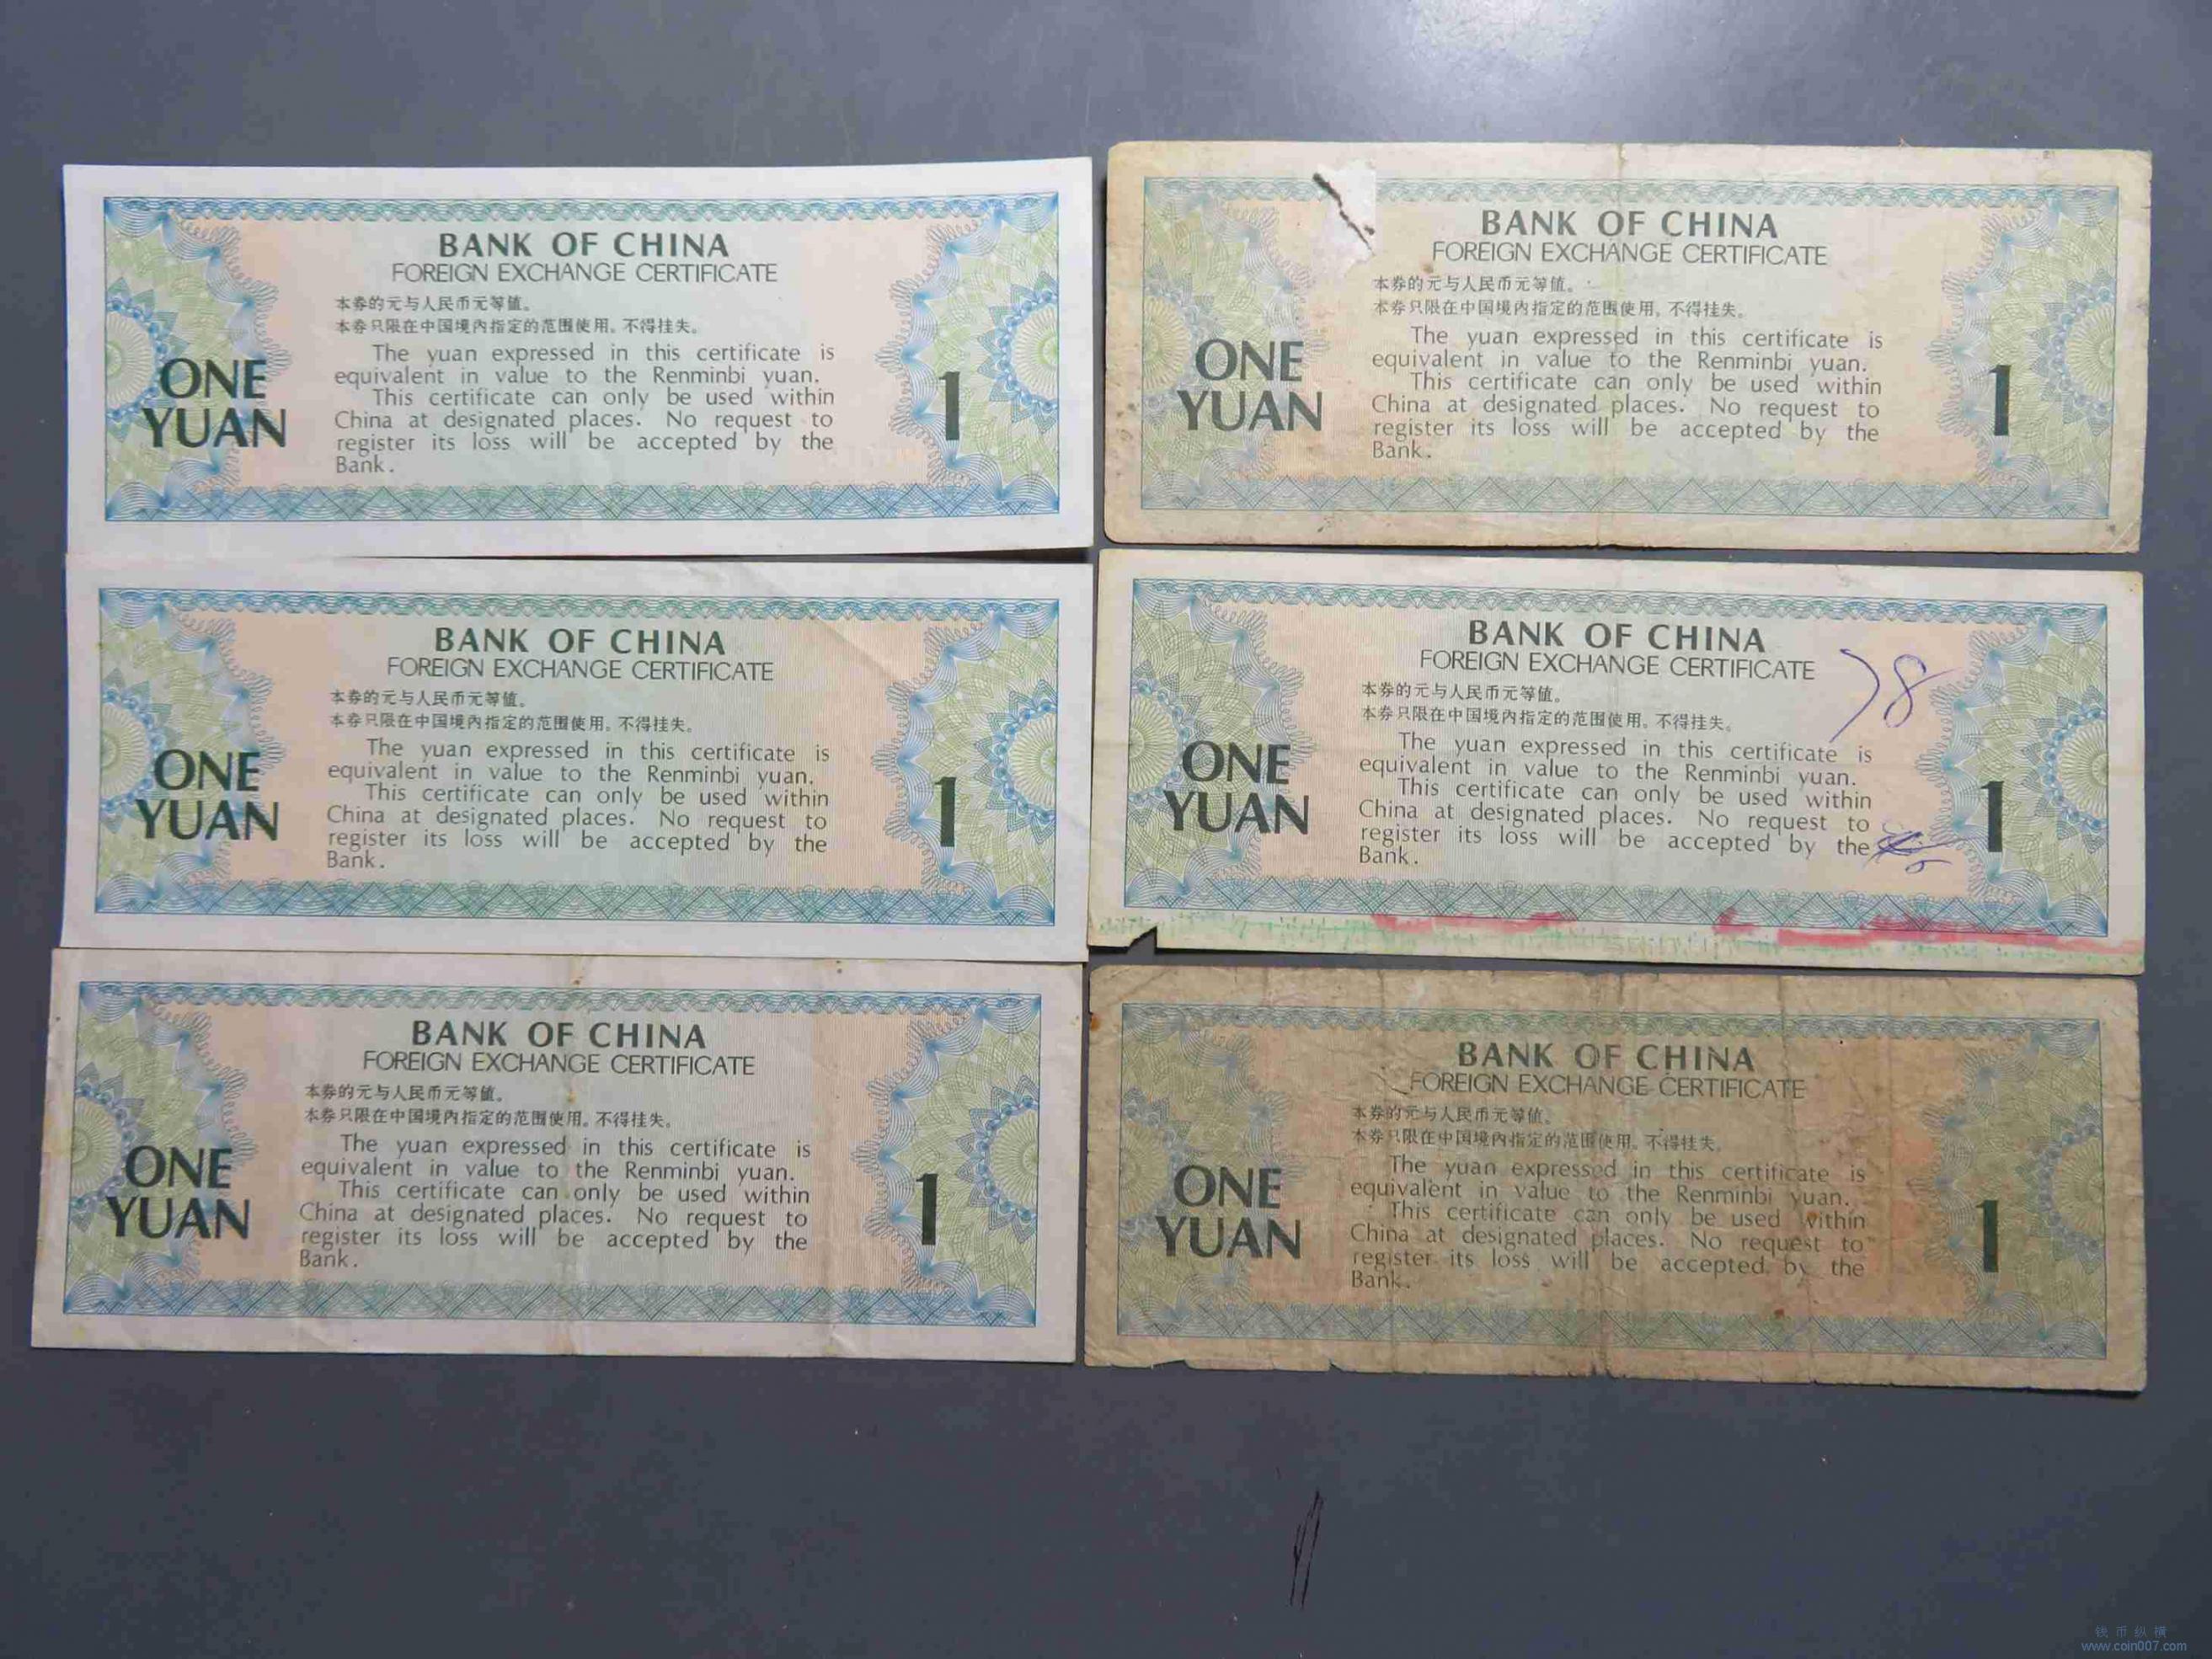 BANK OF CHINA
FOREIGN EXCHANGE CERTIFICATE
本券的元与人民币元等值。
本券只限在中国境内指定的范围使用。不得挂失。
The yuan expressed in this certificate is
equivalent in value to the Renminbi yuan.
This certificate can only be used within
China at designated places. No request to
register its loss will be accepted by the
Bank.
ONE
YUAN
1
BANK OF CHINA
FOREIGN EXCHANGE CERTIFICATE
本券的元与人民币元等值。
本券只限在中国境内指定的范围使用。不得挂失。
The yuan expressed in this certificate is
equivalent in value to the Renminbi yuan.
This certificate can only be used within
China at designated places. No request to
register its loss will be accepted by the
Bank.
ONE
YUAN
1
BANK OF CHINA
FOREIGN EXCHANGE CERTIFICATE
本券的元与人民币元等值。
本券只限在中国境内指定的范围使用。不得挂失。
The yuan expressed in this certificate is
equivalent in value to the Renminbi yuan.
This certificate can only be used within
China at designated places. No request to
register its loss will be accepted by the
Bank.
ONE
YUAN
1
BANK OF CHINA
FOREIGN EXCHANGE CERTIFICATE
本券的元与人民币元等值。
本券只限在中国境内指定的范围使用。不得挂失。
The yuan expressed in this certificate is
equivalent in value to the Renminbi yuan.
This certificate can only be used within
China at designated places. No request to
register its loss will be accepted by the
Bank.
ONE
YUAN
1
8
BANK OF CHINA
FOREIGN EXCHANGE CERTIFICATE
本券的元与人民币元等值。
本券只限在中国境内指定的范围使用。不得挂失。
The yuan expressed in this certificate is
equivalent in value to the Renminbi yuan.
This certificate can only be used within
China at designated places. No request to
register its loss will be accepted by the
Bank.
ONE
YUAN
1
BANK OF CHINA
FOREIGN EXCHANGE CERTIFICATE
本券的元与人民币元等值。
本券只限在中国境内指定的范围使用。不得挂失。
The yuan expressed in this certificate is
equivalent in value to the Renminbi yuan.
This certificate can only be used within
China at designated places. No request to
register its loss will be accepted by the
Bank.
ONE
YUAN
1
钱币纵横
www.coin007.com